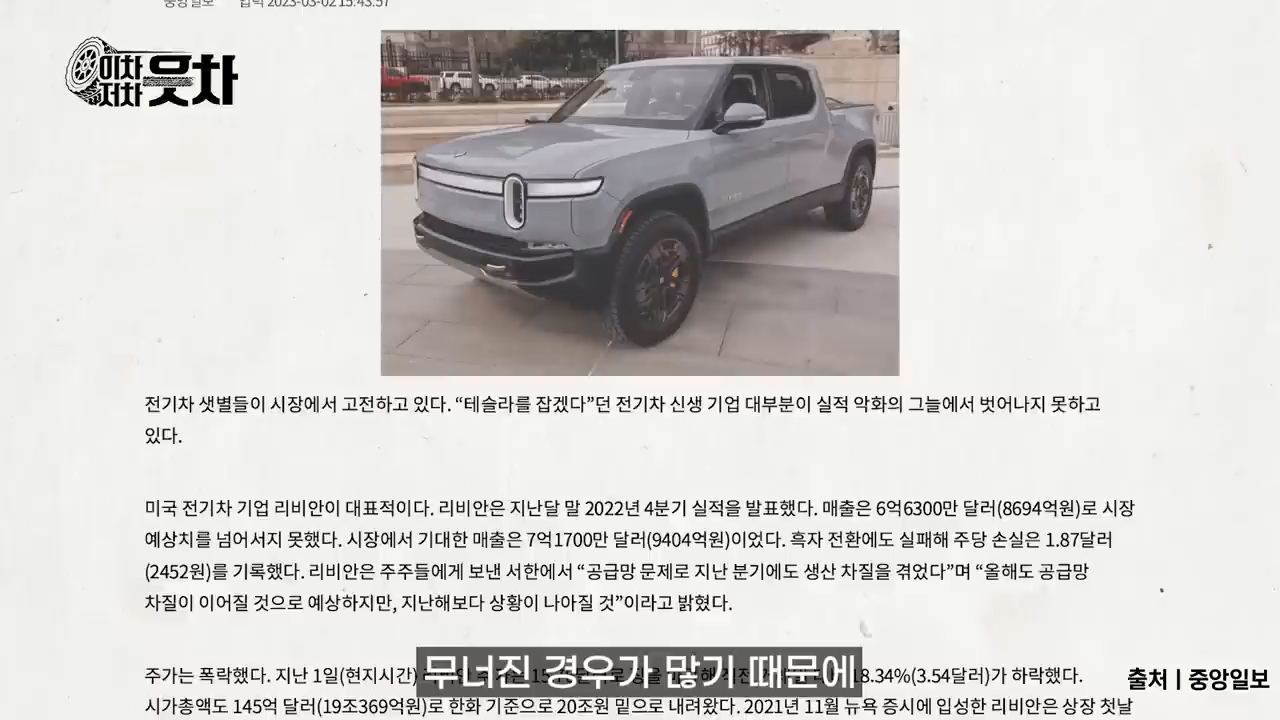 중앙일보 입력 2023-03-02 15:43:57
이차
저차 웃차
전기차 샛별들이 시장에서 고전하고 있다. “테슬라를 잡겠다”던 전기차 신생 기업 대부분이 실적 악화의 그늘에서 벗어나지 못하고
있다.
미국 전기차 기업 리비안이 대표적이다. 리비안은 지난달 말 2022년 4분기 실적을 발표했다. 매출은 6억6300만 달러(8694억원)로 시장
예상치를 넘어서지 못했다. 시장에서 기대한 매출은 7억1700만 달러(9404억원)이었다. 흑자 전환에도 실패해 주당 손실은 1.87달러
(2452원)를 기록했다. 리비안은 주주들에게 보낸 서한에서 “공급망 문제로 지난 분기에도 생산 차질을 겪었다”며 “올해도 공급망
차질이 이어질 것으로 예상하지만, 지난해보다 상황이 나아질 것”이라고 밝혔다.
주가는 폭락했다. 지난 1일(현지시간) 18.34%(3.54달러)가 하락했다.
무너진 경우가 많기 때문에
출처 | 중앙일보
시가총액도 145억 달러(19조369억원)로 한화 기준으로 20조원 밑으로 내려왔다. 2021년 11월 뉴욕 증시에 입성한 리비안은 상장 첫날